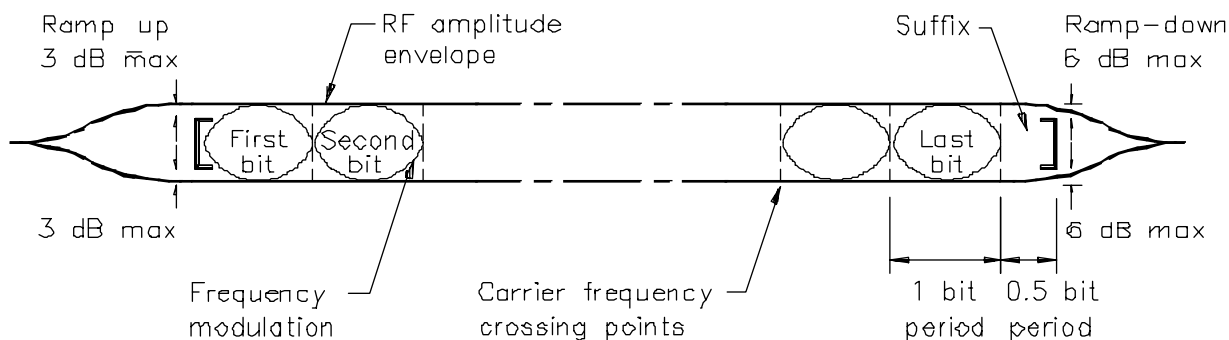 Ramp up
3 dB max
RF amplitude
envelope
Suffix
Ramp-down
6 dB max
First
bit
Second
bit
Last
bit
3 dB max
6 dB max
Frequency
modulation
Carrier frequency
crossing points
1 bit
period
0.5 bit
period